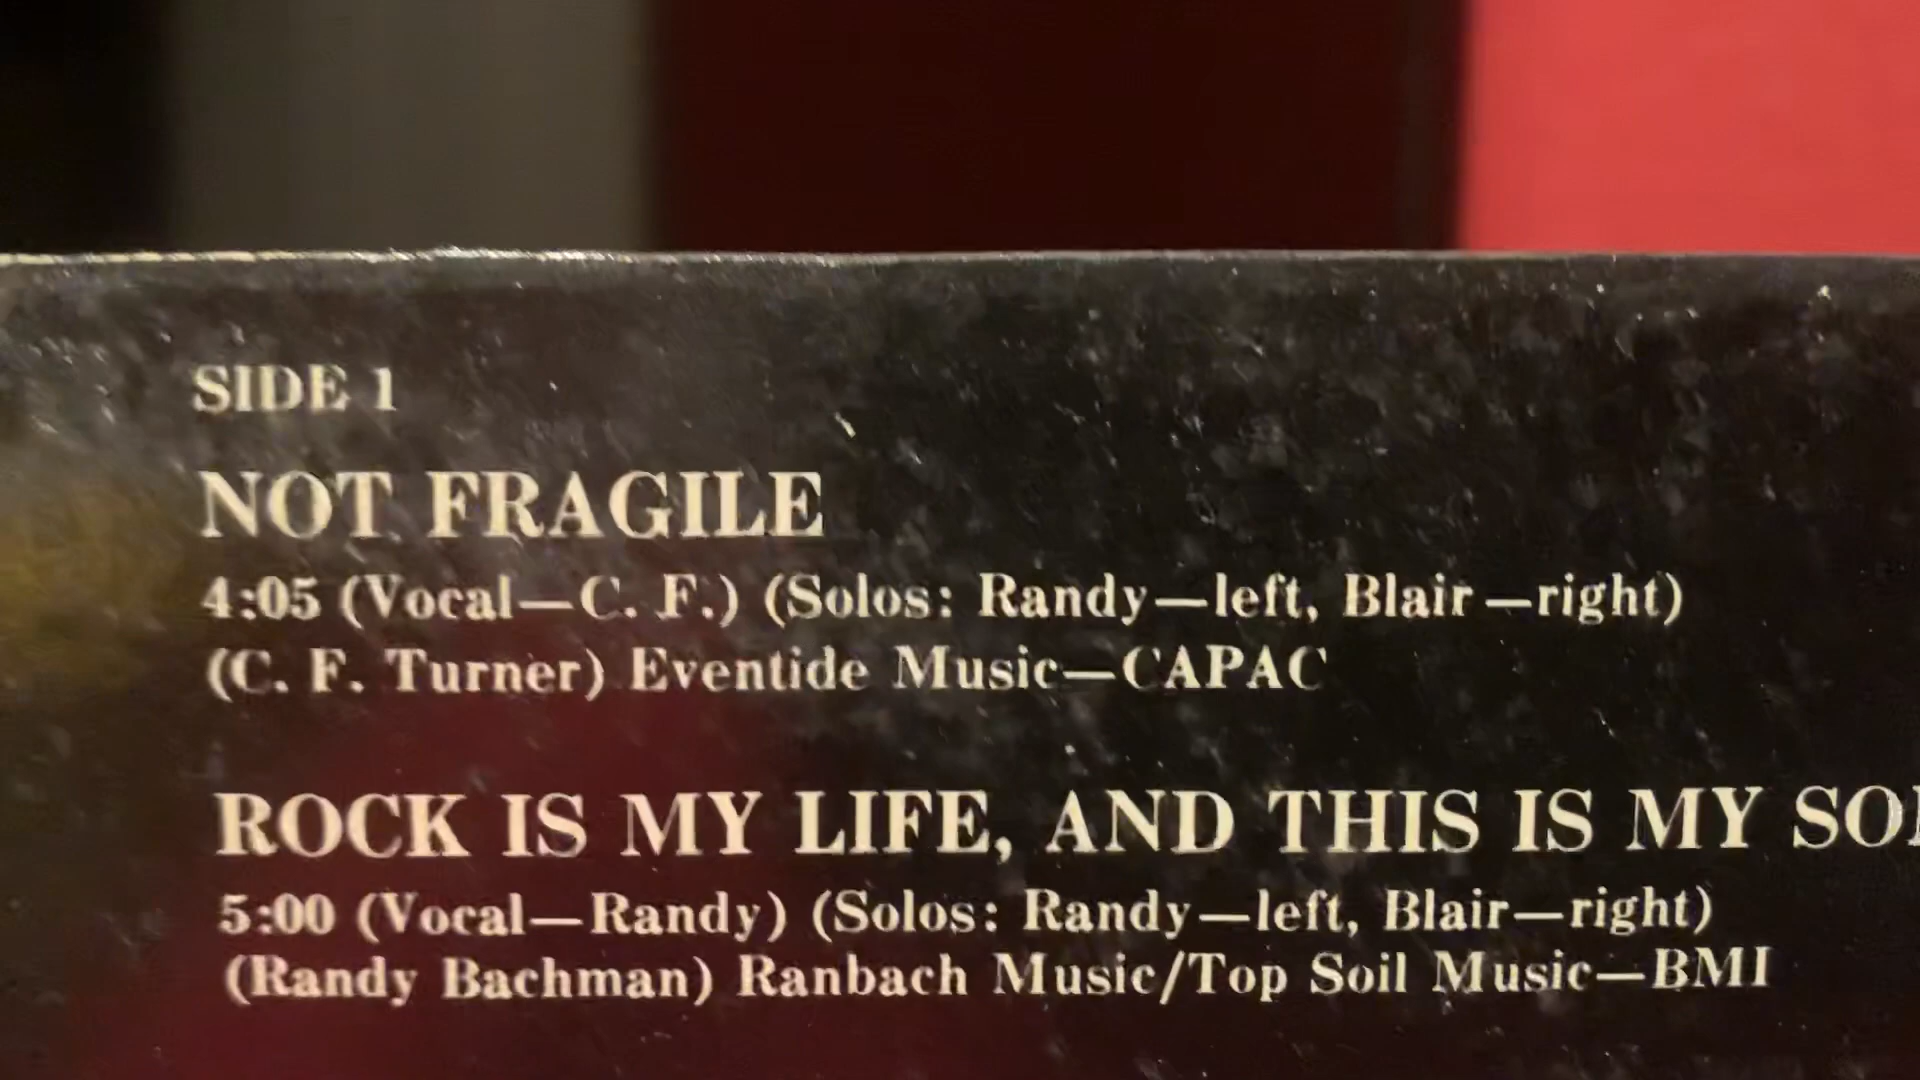 SIDE 1
NOT FRAGILE
4:05 (Vocal—C. F.) (Solos: Randy—left, Blair—right)
(C. F. Turner) Eventide Music—CAPAC
ROCK IS MY LIFE, AND THIS IS MY SO
5:00 (Vocal—Randy) (Solos: Randy—left, Blair—right)
(Randy Bachman) Ranbach Music/Top Soil Music—BMI